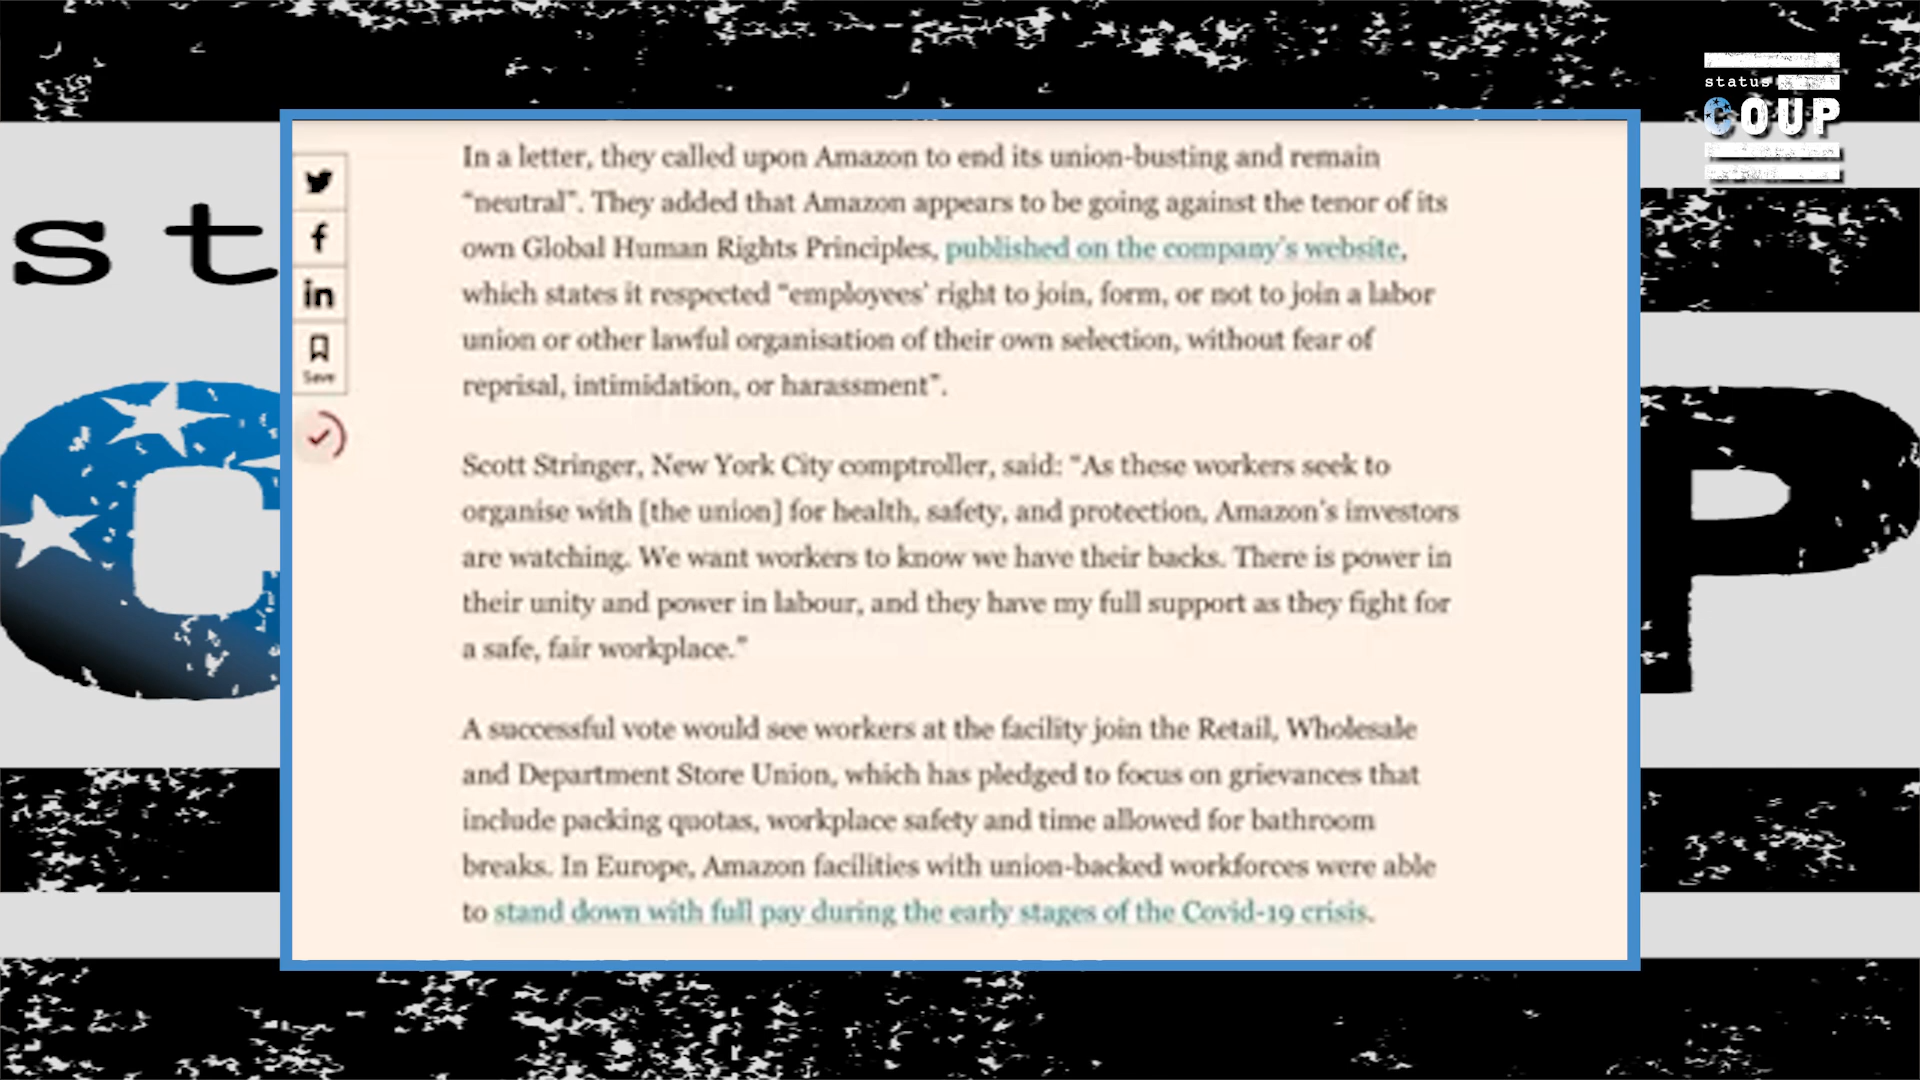 status
COUP
st
C
P
In a letter, they called upon Amazon to end its union-busting and remain
“neutral”. They added that Amazon appears to be going against the tenor of its
own Global Human Rights Principles, published on the company's website,
which states it respected “employees’ right to join, form, or not to join a labor
union or other lawful organisation of their own selection, without fear of
reprisal, intimidation, or harassment”.
Save
Scott Stringer, New York City comptroller, said: “As these workers seek to
organise with [the union] for health, safety, and protection, Amazon’s investors
are watching. We want workers to know we have their backs. There is power in
their unity and power in labour, and they have my full support as they fight for
a safe, fair workplace.”
A successful vote would see workers at the facility join the Retail, Wholesale
and Department Store Union, which has pledged to focus on grievances that
include packing quotas, workplace safety and time allowed for bathroom
breaks. In Europe, Amazon facilities with union-backed workforces were able
to stand down with full pay during the early stages of the Covid-19 crisis.